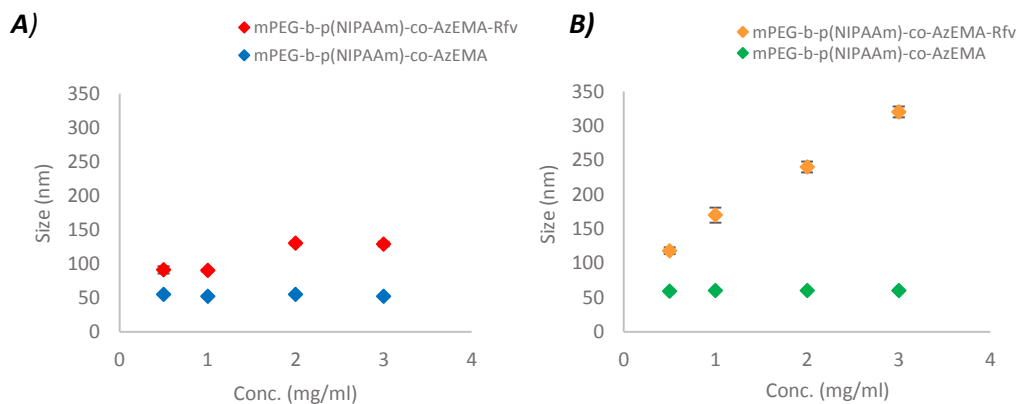 A)
mPEG-b-p(NIPAAm)-co-AzEMA-Rfv
mPEG-b-p(NIPAAm)-co-AzEMA
350
300
250
200
150
100
50
0
Size (nm)
0 1 2 3 4
Conc. (mg/ml)
B)
mPEG-b-p(NIPAAm)-co-AzEMA-Rfv
mPEG-b-p(NIPAAm)-co-AzEMA
350
300
250
200
150
100
50
0
Size (nm)
0 1 2 3 4
Conc. (mg/ml)